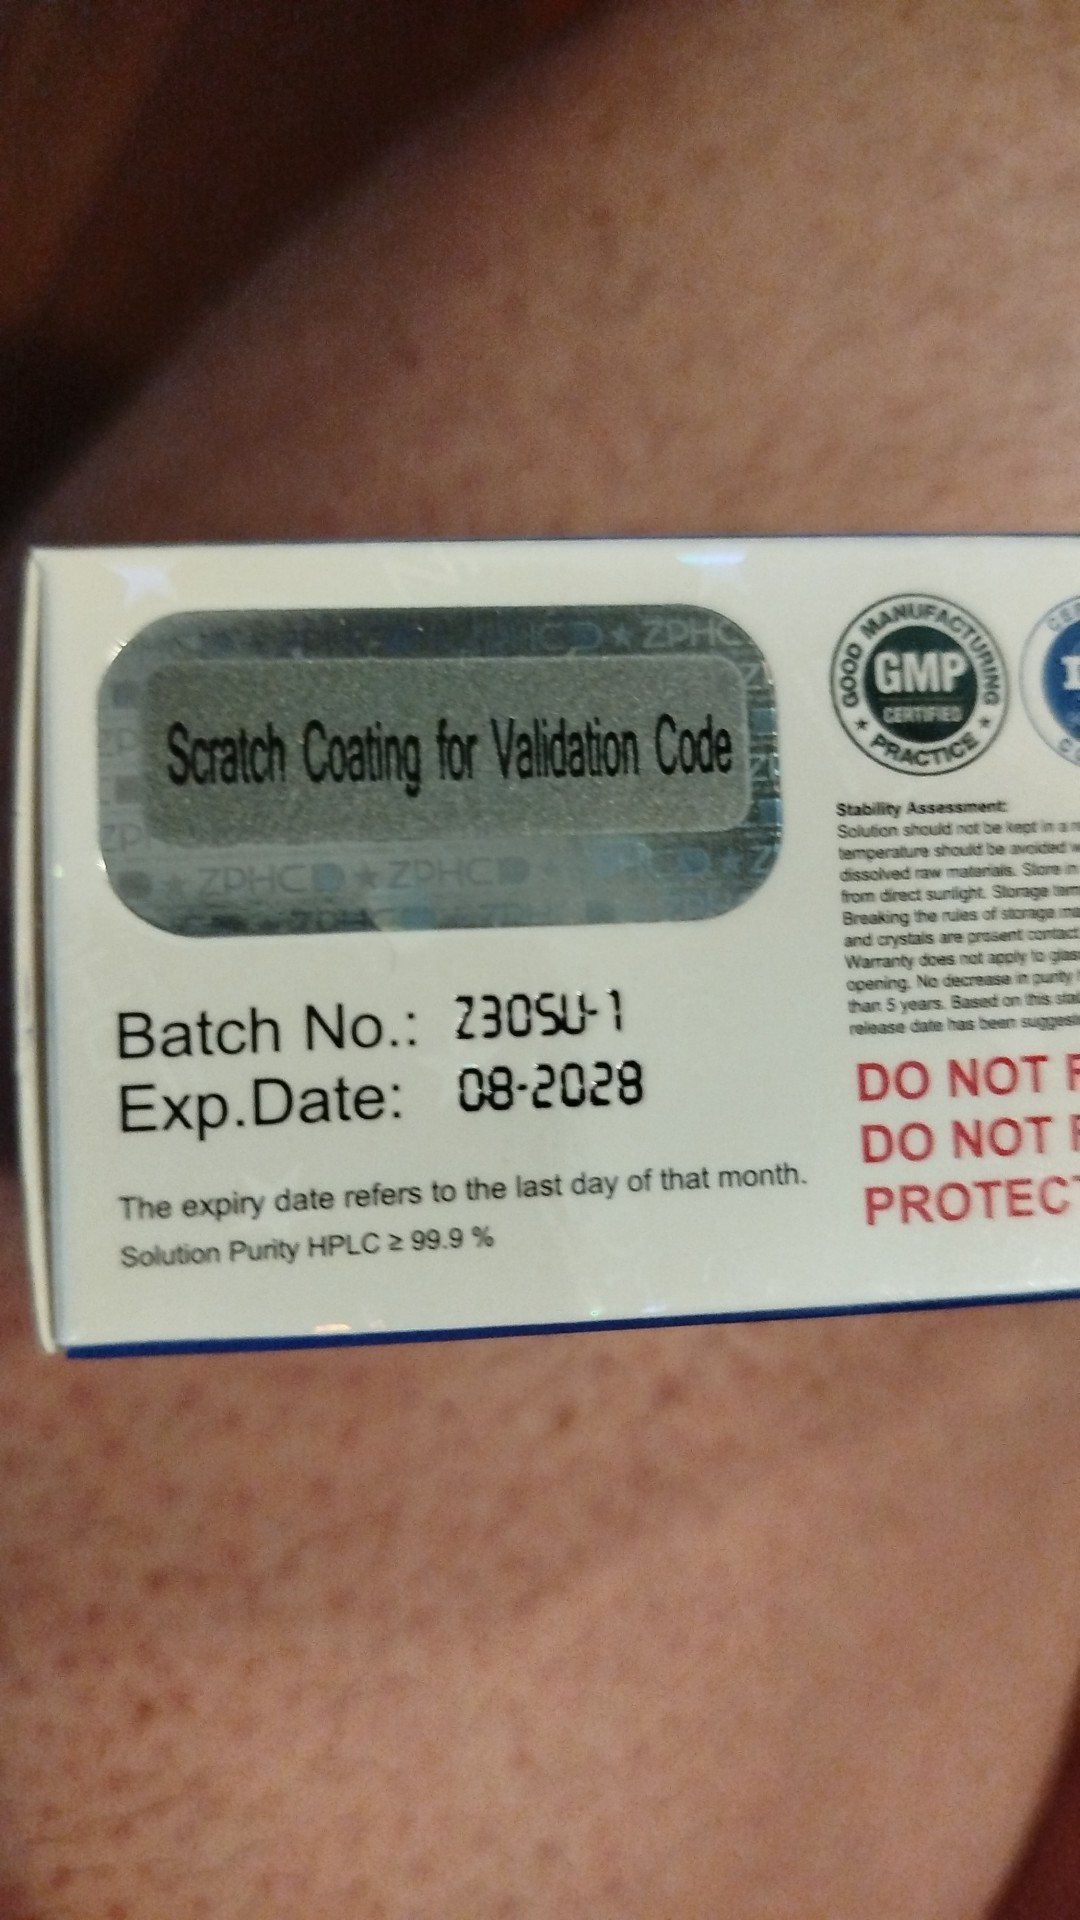 ZPHC
Scratch Coating for Validation Code
ZPHC ★ ZPHC
Batch No.: Z30SU-1
Exp.Date: 08-2028
The expiry date refers to the last day of that month.
Solution Purity HPLC ≥ 99.9 %
GOOD MANUFACTURING
GMP
CERTIFIED
PRACTICE
Stability Assessment:
Solution should not be kept in a
temperature should be avoided
dissolved raw materials. Store in
from direct sunlight. Storage
Breaking the rules of storage
and crystals are present contact
Warranty does not apply to
opening. No decrease in purity
than 5 years. Based on this
release date has been
DO NOT
DO NOT
PROTECT